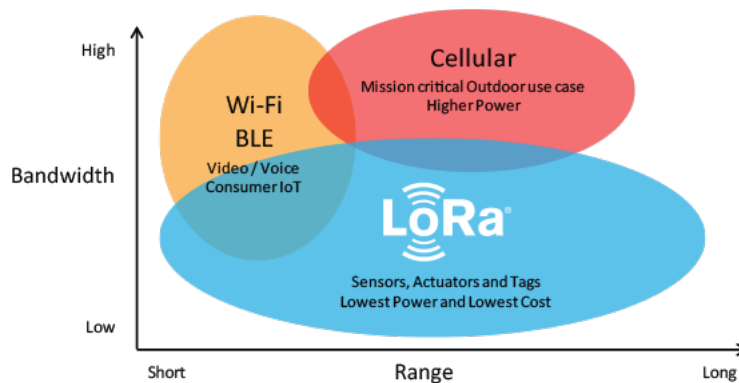 High
Bandwidth
Low
Wi-Fi
BLE
Video / Voice
Consumer IoT
Cellular
Mission critical Outdoor use case
Higher Power
LoRa®
Sensors, Actuators and Tags
Lowest Power and Lowest Cost
Short
Range
Long